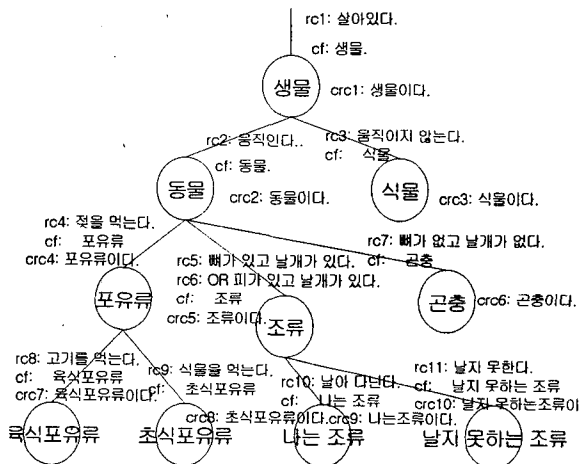 rc1: 살아있다.
cf: 생물.
생물
crc1: 생물이다.
rc2: 움직인다..
cf: 동물.
rc3: 움직이지 않는다.
cf: 식물
동물
crc2: 동물이다.
식물
crc3: 식물이다.
rc4: 젖을 먹는다.
cf: 포유류
crc4: 포유류이다.
rc5: 뼈가 있고 날개가 있다.
rc6: OR 피가 있고 날개가 있다.
cf: 조류
crc5: 조류이다.
rc7: 뼈가 없고 날개가 없다.
cf: 곤충
포유류
조류
곤충
crc6: 곤충이다.
rc8: 고기를 먹는다.
cf: 육식포유류
crc7: 육식포유류이다.
rc9: 식물을 먹는다.
cf: 초식포유류
crc8: 초식포유류이다.
rc10: 날아 다닌다.
cf: 나는 조류
crc9: 나는조류이다.
rc11: 날지 못한다.
cf: 날지 못하는 조류
crc10: 날지 못하는조류이
육식포유류
초식포유류
나는 조류
날지 못하는 조류